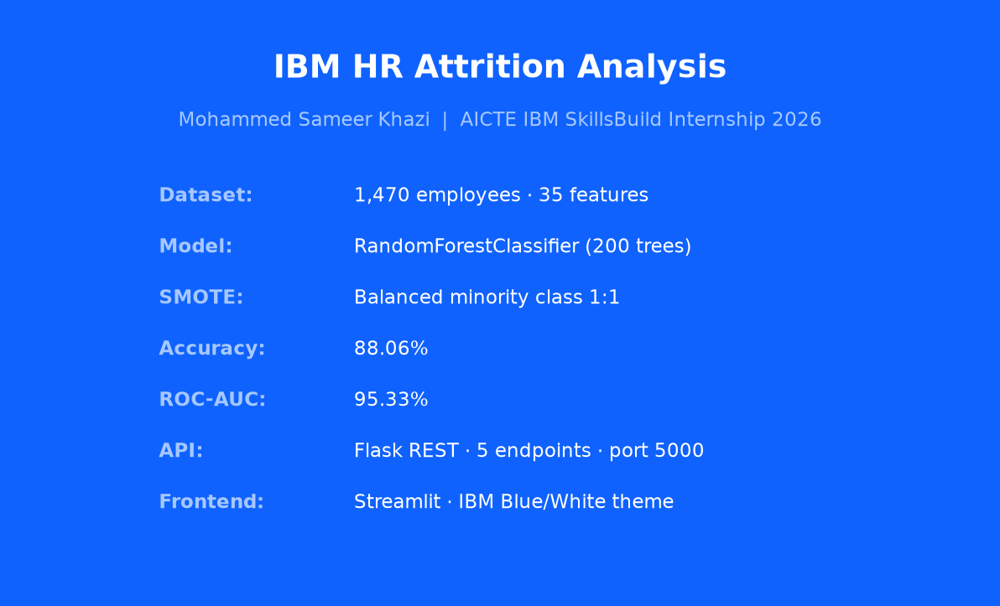 IBM HR Attrition Analysis
Mohammed Sameer Khazi | AICTE IBM SkillsBuild Internship 2026
Dataset: 1,470 employees · 35 features
Model: RandomForestClassifier (200 trees)
SMOTE: Balanced minority class 1:1
Accuracy: 88.06%
ROC-AUC: 95.33%
API: Flask REST · 5 endpoints · port 5000
Frontend: Streamlit · IBM Blue/White theme